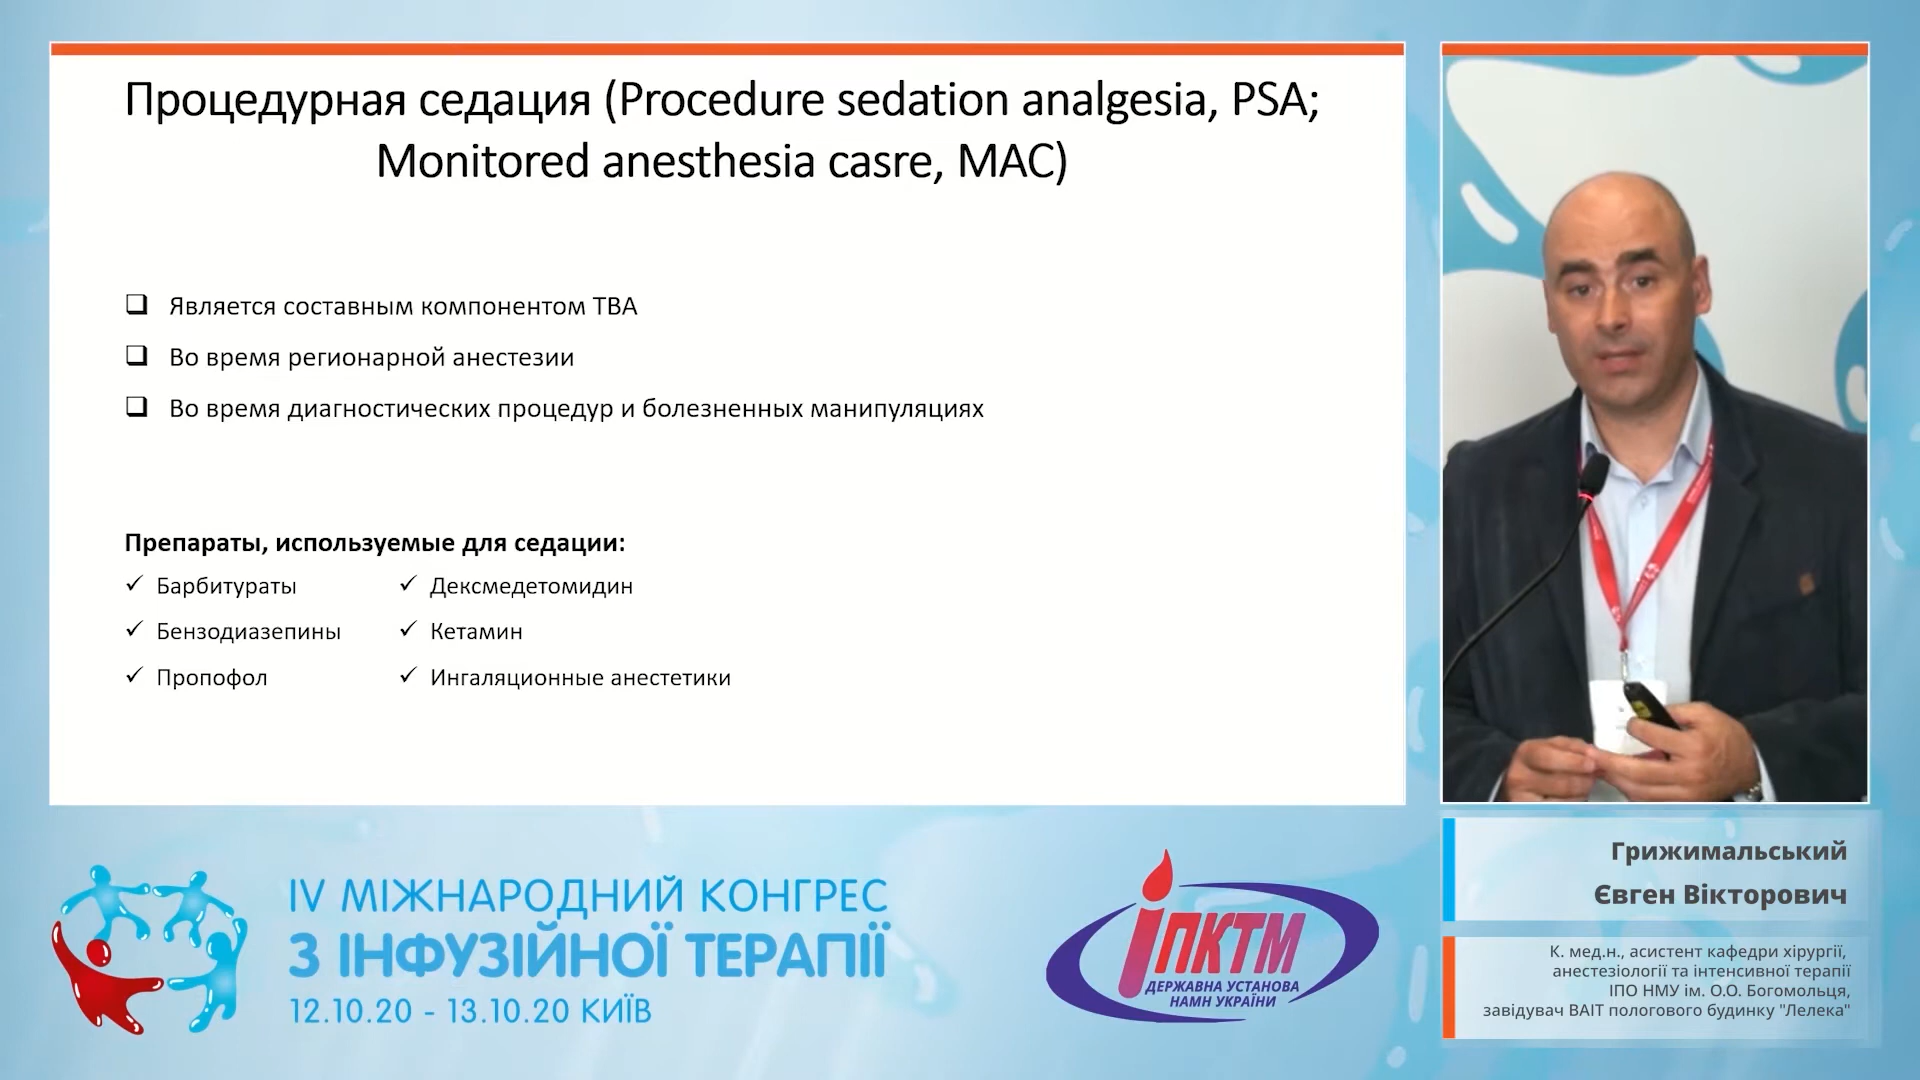 Процедурная седация (Procedure sedation analgesia, PSA;
Monitored anesthesia casre, MAC)
Является составным компонентом ТВА
Во время регионарной анестезии
Во время диагностических процедур и болезненных манипуляциях
Препараты, используемые для седации:
Барбитураты
Бензодиазепины
Пропофол
Дексмедетомидин
Кетамин
Ингаляционные анестетики
Грижимальський
Євген Вікторович
К. мед.н., асистент кафедри хірургії,
анестезіології та інтенсивної терапії
ІПО НМУ ім. О.О. Богомольця,
завідувач ВАІТ пологового будинку "Лелека"
IV МІЖНАРОДНИЙ КОНГРЕС
З ІНФУЗІЙНОЇ ТЕРАПІЇ
12.10.20 - 13.10.20 КИЇВ
іПКТМ
ДЕРЖАВНА УСТАНОВА
НАМН УКРАЇНИ